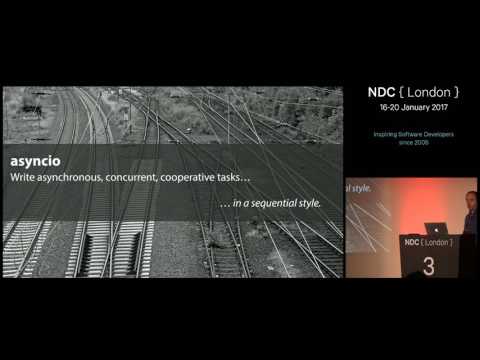 asyncio
Write asynchronous, concurrent, cooperative tasks…
… in a sequential style.
NDC { London }
16-20 January 2017
Inspiring Software Developers
since 2006
al style.
NDC { London }
3